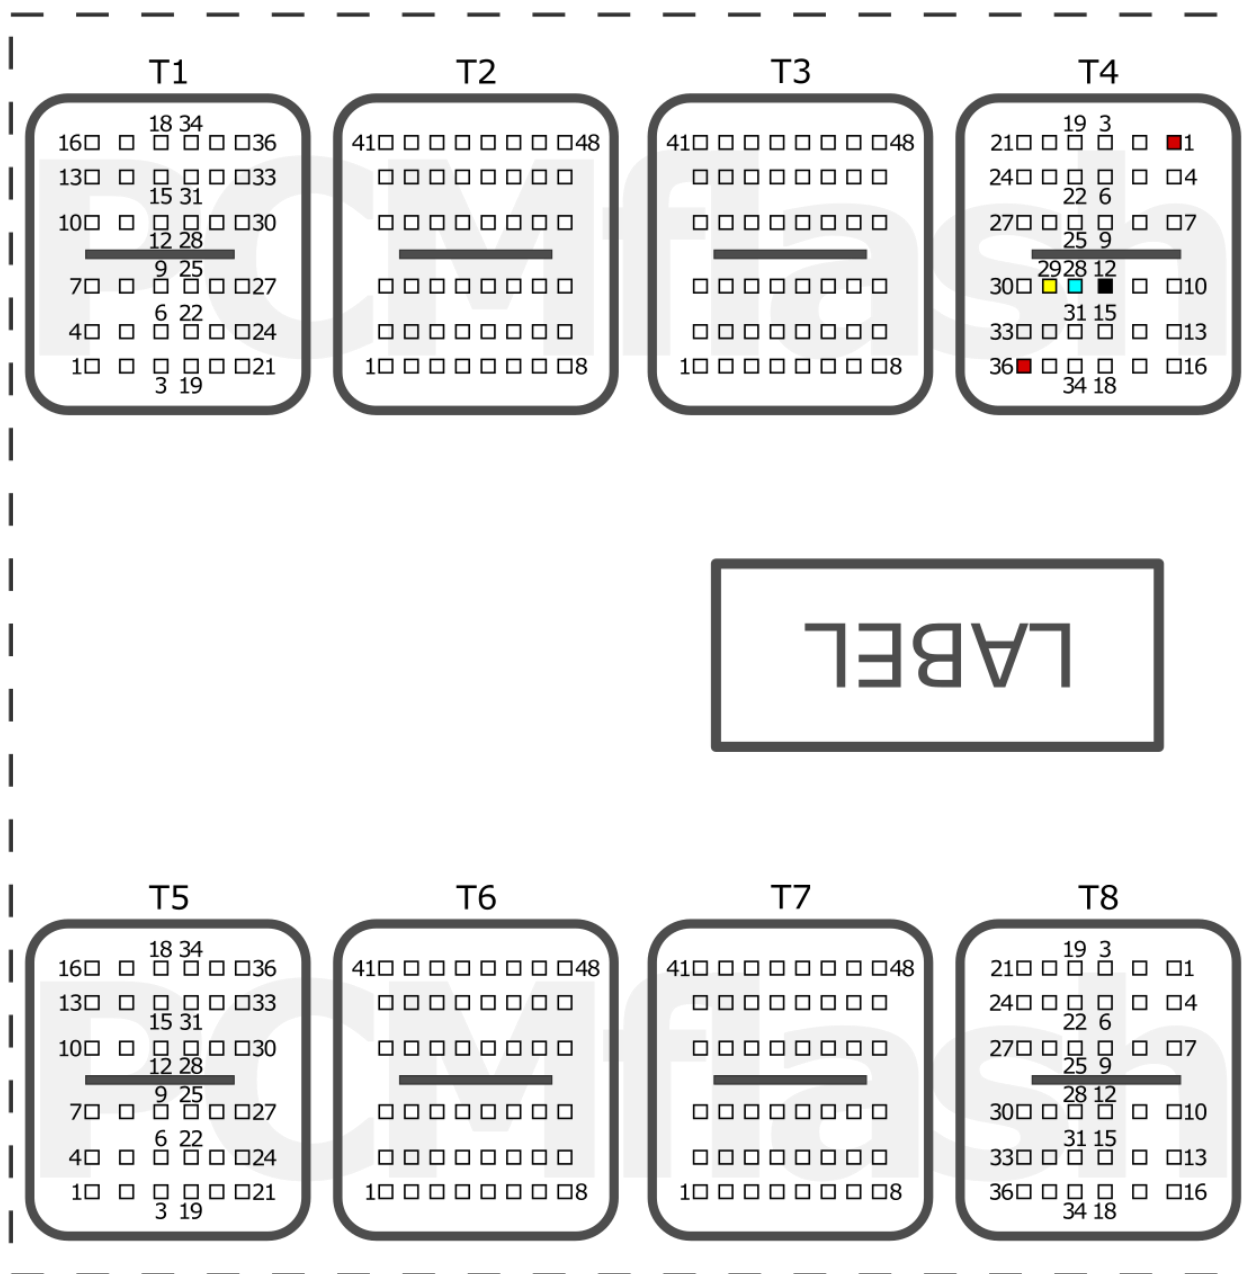 T1 T2 T3 T4
18 34 19 3
16 36 41 48 41 48 21 1
13 33 24 4
15 31 22 6
10 30 27 7
12 28 25 9
9 25 29 28 12
7 27 30 10
6 22 31 15
4 24 33 13
1 21 1 8 1 8 36 16
3 19 34 18
PCMflash
LABEL
T5 T6 T7 T8
18 34 19 3
16 36 41 48 41 48 21 1
13 33 24 4
15 31 22 6
10 30 27 7
12 28 25 9
9 25 28 12
7 27 30 10
6 22 31 15
4 24 33 13
1 21 1 8 1 8 36 16
3 19 34 18
PCMflash